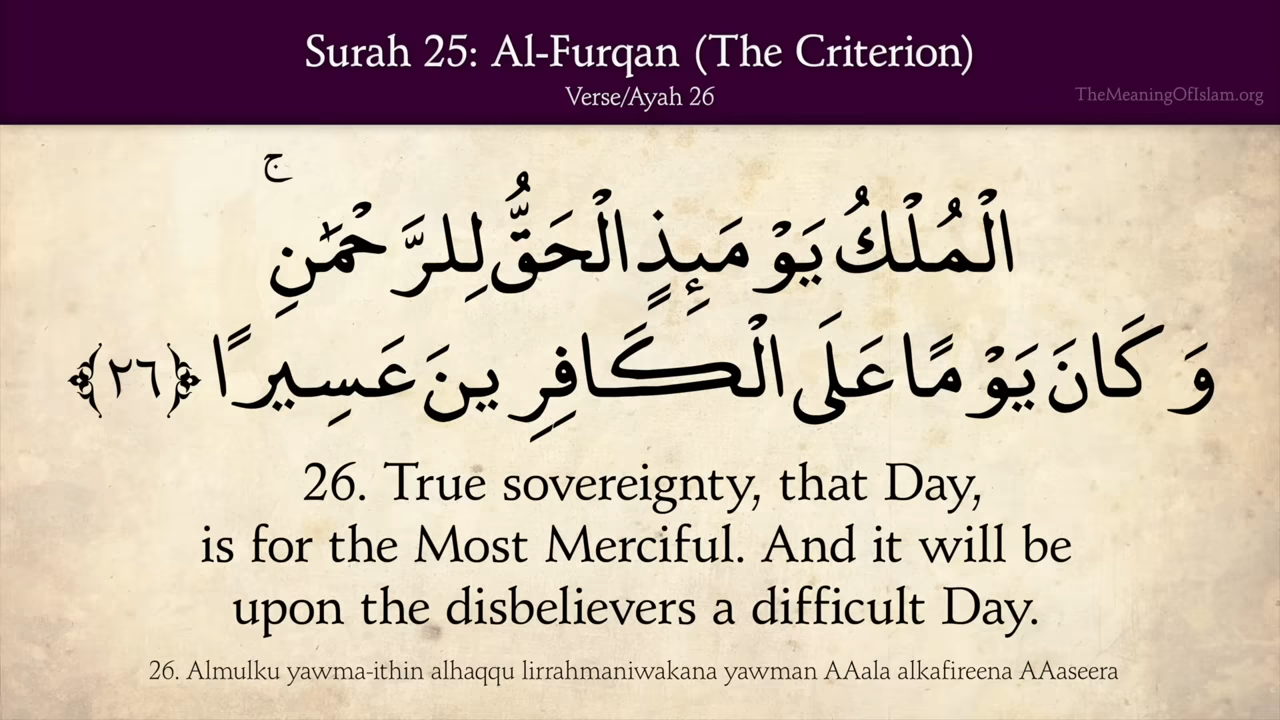 Surah 25: Al-Furqan (The Criterion)
Verse/Ayah 26
TheMeaningOfIslam.org
الْمُلْكُ يَوْمَئِذٍ الْحَقُّ لِلرَّحْمَٰنِ ۚ
وَكَانَ يَوْمًا عَلَى الْكَافِرِينَ عَسِيرًا ﴿٢٦﴾
26. True sovereignty, that Day,
is for the Most Merciful. And it will be
upon the disbelievers a difficult Day.
26. Almulku yawma-ithin alhaqqu lirrahmaniwakana yawman AAala alkafireena AAaseera